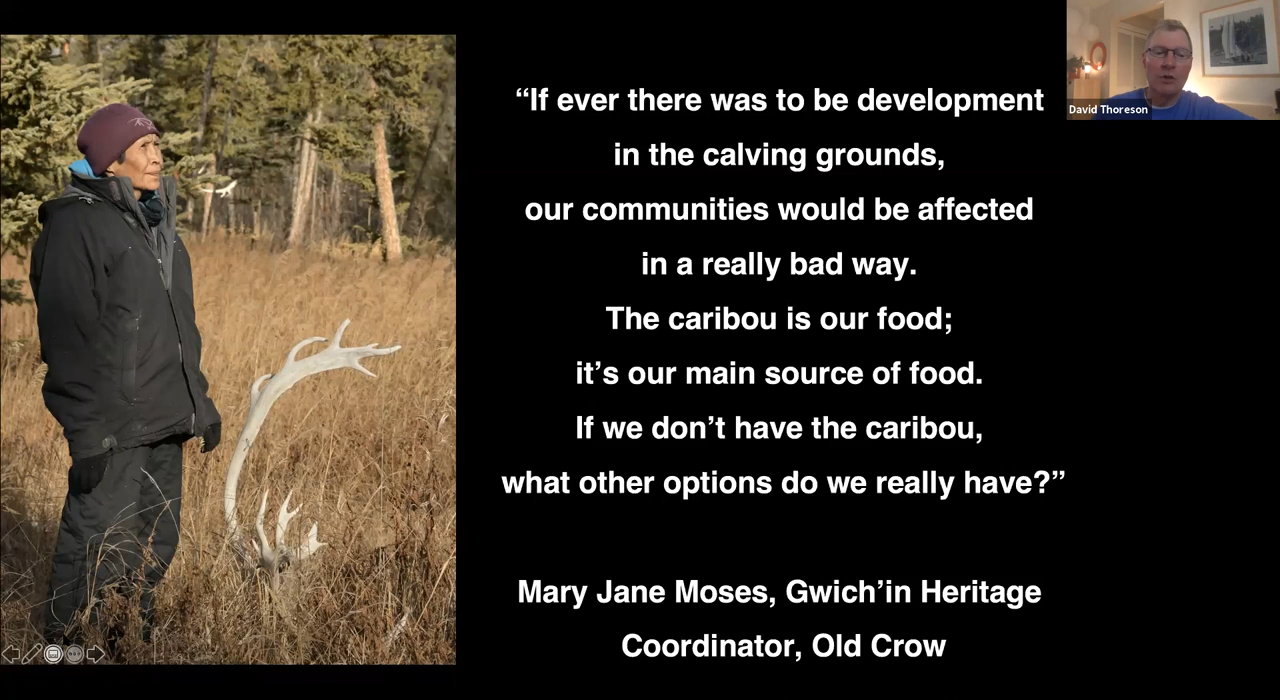 “If ever there was to be development
in the calving grounds,
our communities would be affected
in a really bad way.
The caribou is our food;
it’s our main source of food.
If we don’t have the caribou,
what other options do we really have?”
Mary Jane Moses, Gwich’in Heritage
Coordinator, Old Crow
David Thoreson